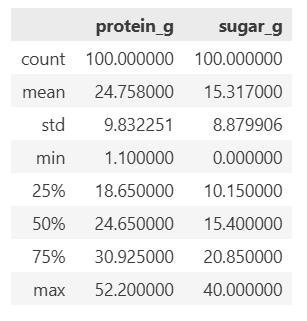 protein_g sugar_g
count 100.000000 100.000000
mean 24.758000 15.317000
std 9.832251 8.879906
min 1.100000 0.000000
25% 18.650000 10.150000
50% 24.650000 15.400000
75% 30.925000 20.850000
max 52.200000 40.000000